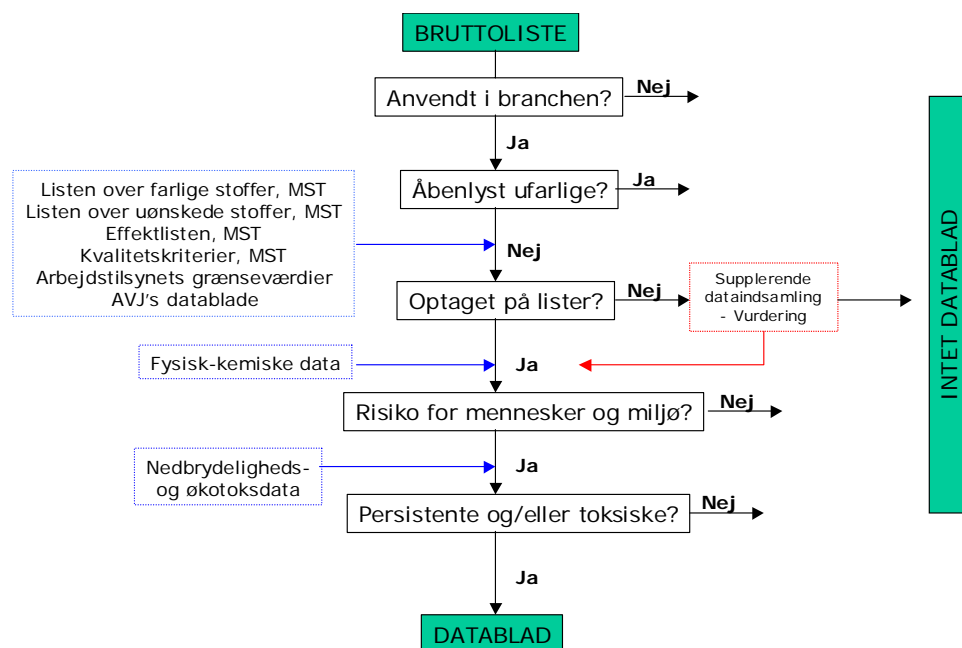 BRUTTOLISTE
Anvendt i branchen?
Nej
Ja
Åbenlyst ufarlige?
Ja
Listen over farlige stoffer, MST
Listen over uønskede stoffer, MST
Effektlisten, MST
Kvalitetskriterier, MST
Arbejdstilsynets grænseværdier
AVJ's datablade
Nej
Optaget på lister?
Nej
Supplerende
dataindsamling
- Vurdering
INTET DATABLAD
Fysisk-kemiske data
Ja
Risiko for mennesker og miljø?
Nej
Nedbrydeligheds-
og økotoksdata
Ja
Persistente og/eller toksiske?
Nej
Ja
DATABLAD